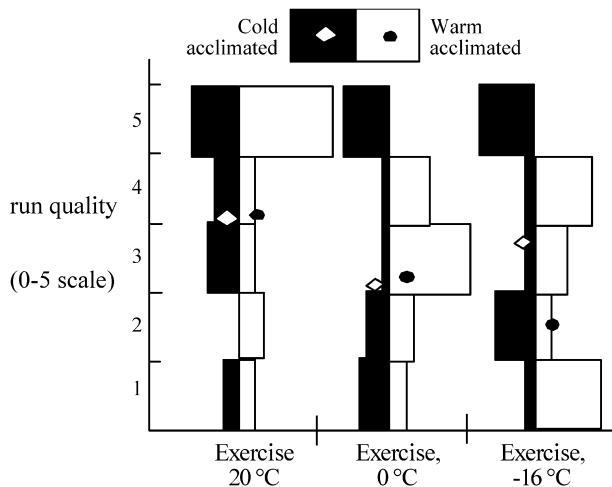 Cold
acclimated
Warm
acclimated
5
4
run quality
3
(0-5 scale)
2
1
Exercise
20 °C
Exercise,
0 °C
Exercise,
-16 °C